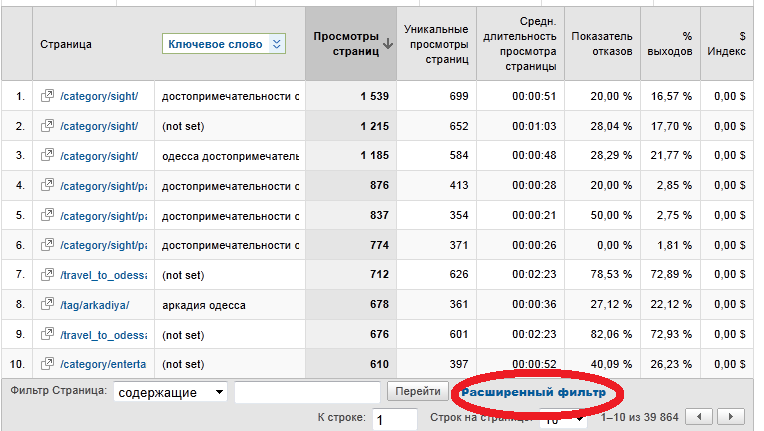 Страница Ключевое слово Просмотры страниц Уникальные просмотры страниц Средн. длительность просмотра страницы Показатель отказов % выходов $ Индекс
1. /category/sight/ достопримечательности о 1 539 699 00:00:51 20,00 % 16,57 % 0,00 $
2. /category/sight/ (not set) 1 215 652 00:01:03 28,04 % 17,70 % 0,00 $
3. /category/sight/ одесса достопримечатель 1 185 584 00:00:48 28,29 % 21,77 % 0,00 $
4. /category/sight/pa достопримечательности о 876 413 00:00:28 20,00 % 2,85 % 0,00 $
5. /category/sight/pa достопримечательности о 837 354 00:00:21 50,00 % 2,75 % 0,00 $
6. /category/sight/pa достопримечательности о 774 371 00:00:26 0,00 % 1,81 % 0,00 $
7. /travel_to_odessa (not set) 712 626 00:02:23 78,53 % 72,89 % 0,00 $
8. /tag/arkadiya/ аркадия одесса 678 361 00:00:36 27,12 % 22,12 % 0,00 $
9. /travel_to_odessa (not set) 676 601 00:02:23 82,06 % 72,93 % 0,00 $
10. /category/enterta (not set) 610 397 00:00:52 40,09 % 26,23 % 0,00 $
Фильтр Страница: содержащие Перейти Расширенный фильтр
К строке: 1 Строк на странице: 10 1–10 из 39 864